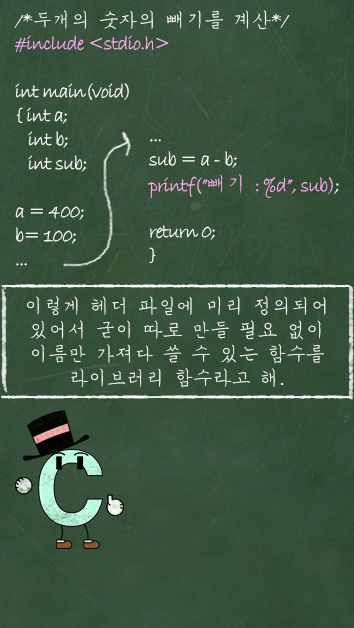 /*두개의 숫자의 빼기를 계산*/
#include <stdio.h>
int main(void)
{ int a;
int b;
int sub;
a = 400;
b= 100;
...
...
sub = a - b;
printf("빼기 : %d", sub);
return 0;
}
이렇게 헤더 파일에 미리 정의되어
있어서 굳이 따로 만들 필요 없이
이름만 가져다 쓸 수 있는 함수를
라이브러리 함수라고 해.
C